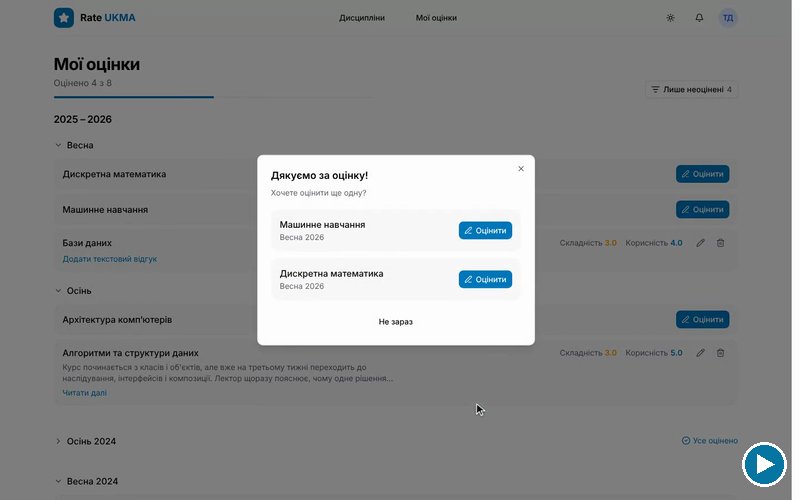 Rate UKMA
Дисципліни
Мої оцінки
ТД
Мої оцінки
Оцінено 4 з 8
Лише неоцінені 4
2025 – 2026
Весна
Дискретна математика
Оцінити
Машинне навчання
Оцінити
Бази даних
Складність 3.0 Корисність 4.0
Додати текстовий відгук
Осінь
Архітектура комп'ютерів
Оцінити
Алгоритми та структури даних
Складність 3.0 Корисність 5.0
Курс починається з класів і об'єктів, але вже на третьому тижні переходить до
наслідування, інтерфейсів і композиції. Лектор щоразу пояснює, чому одне рішення...
Читати далі
Осінь 2024
Усе оцінено
Весна 2024
Дякуємо за оцінку!
Хочете оцінити ще одну?
Машинне навчання
Весна 2026
Оцінити
Дискретна математика
Весна 2026
Оцінити
Не зараз